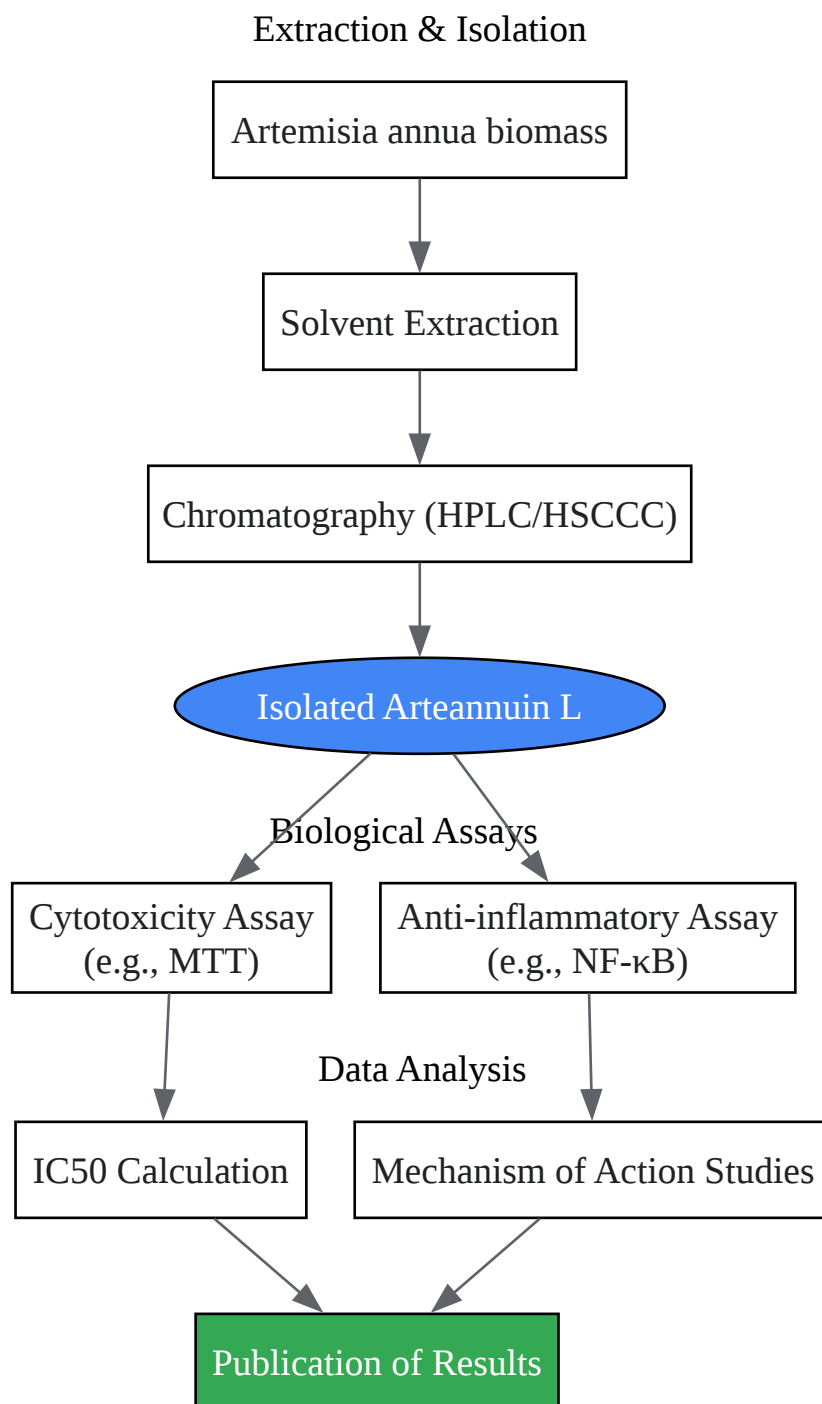 Extraction & Isolation
Artemisia annua biomass
Solvent Extraction
Chromatography (HPLC/HSCCC)
Isolated Arteannuin L
Biological Assays
Cytotoxicity Assay
(e.g., MTT)
Anti-inflammatory Assay
(e.g., NF-κB)
Data Analysis
IC50 Calculation
Mechanism of Action Studies
Publication of Results